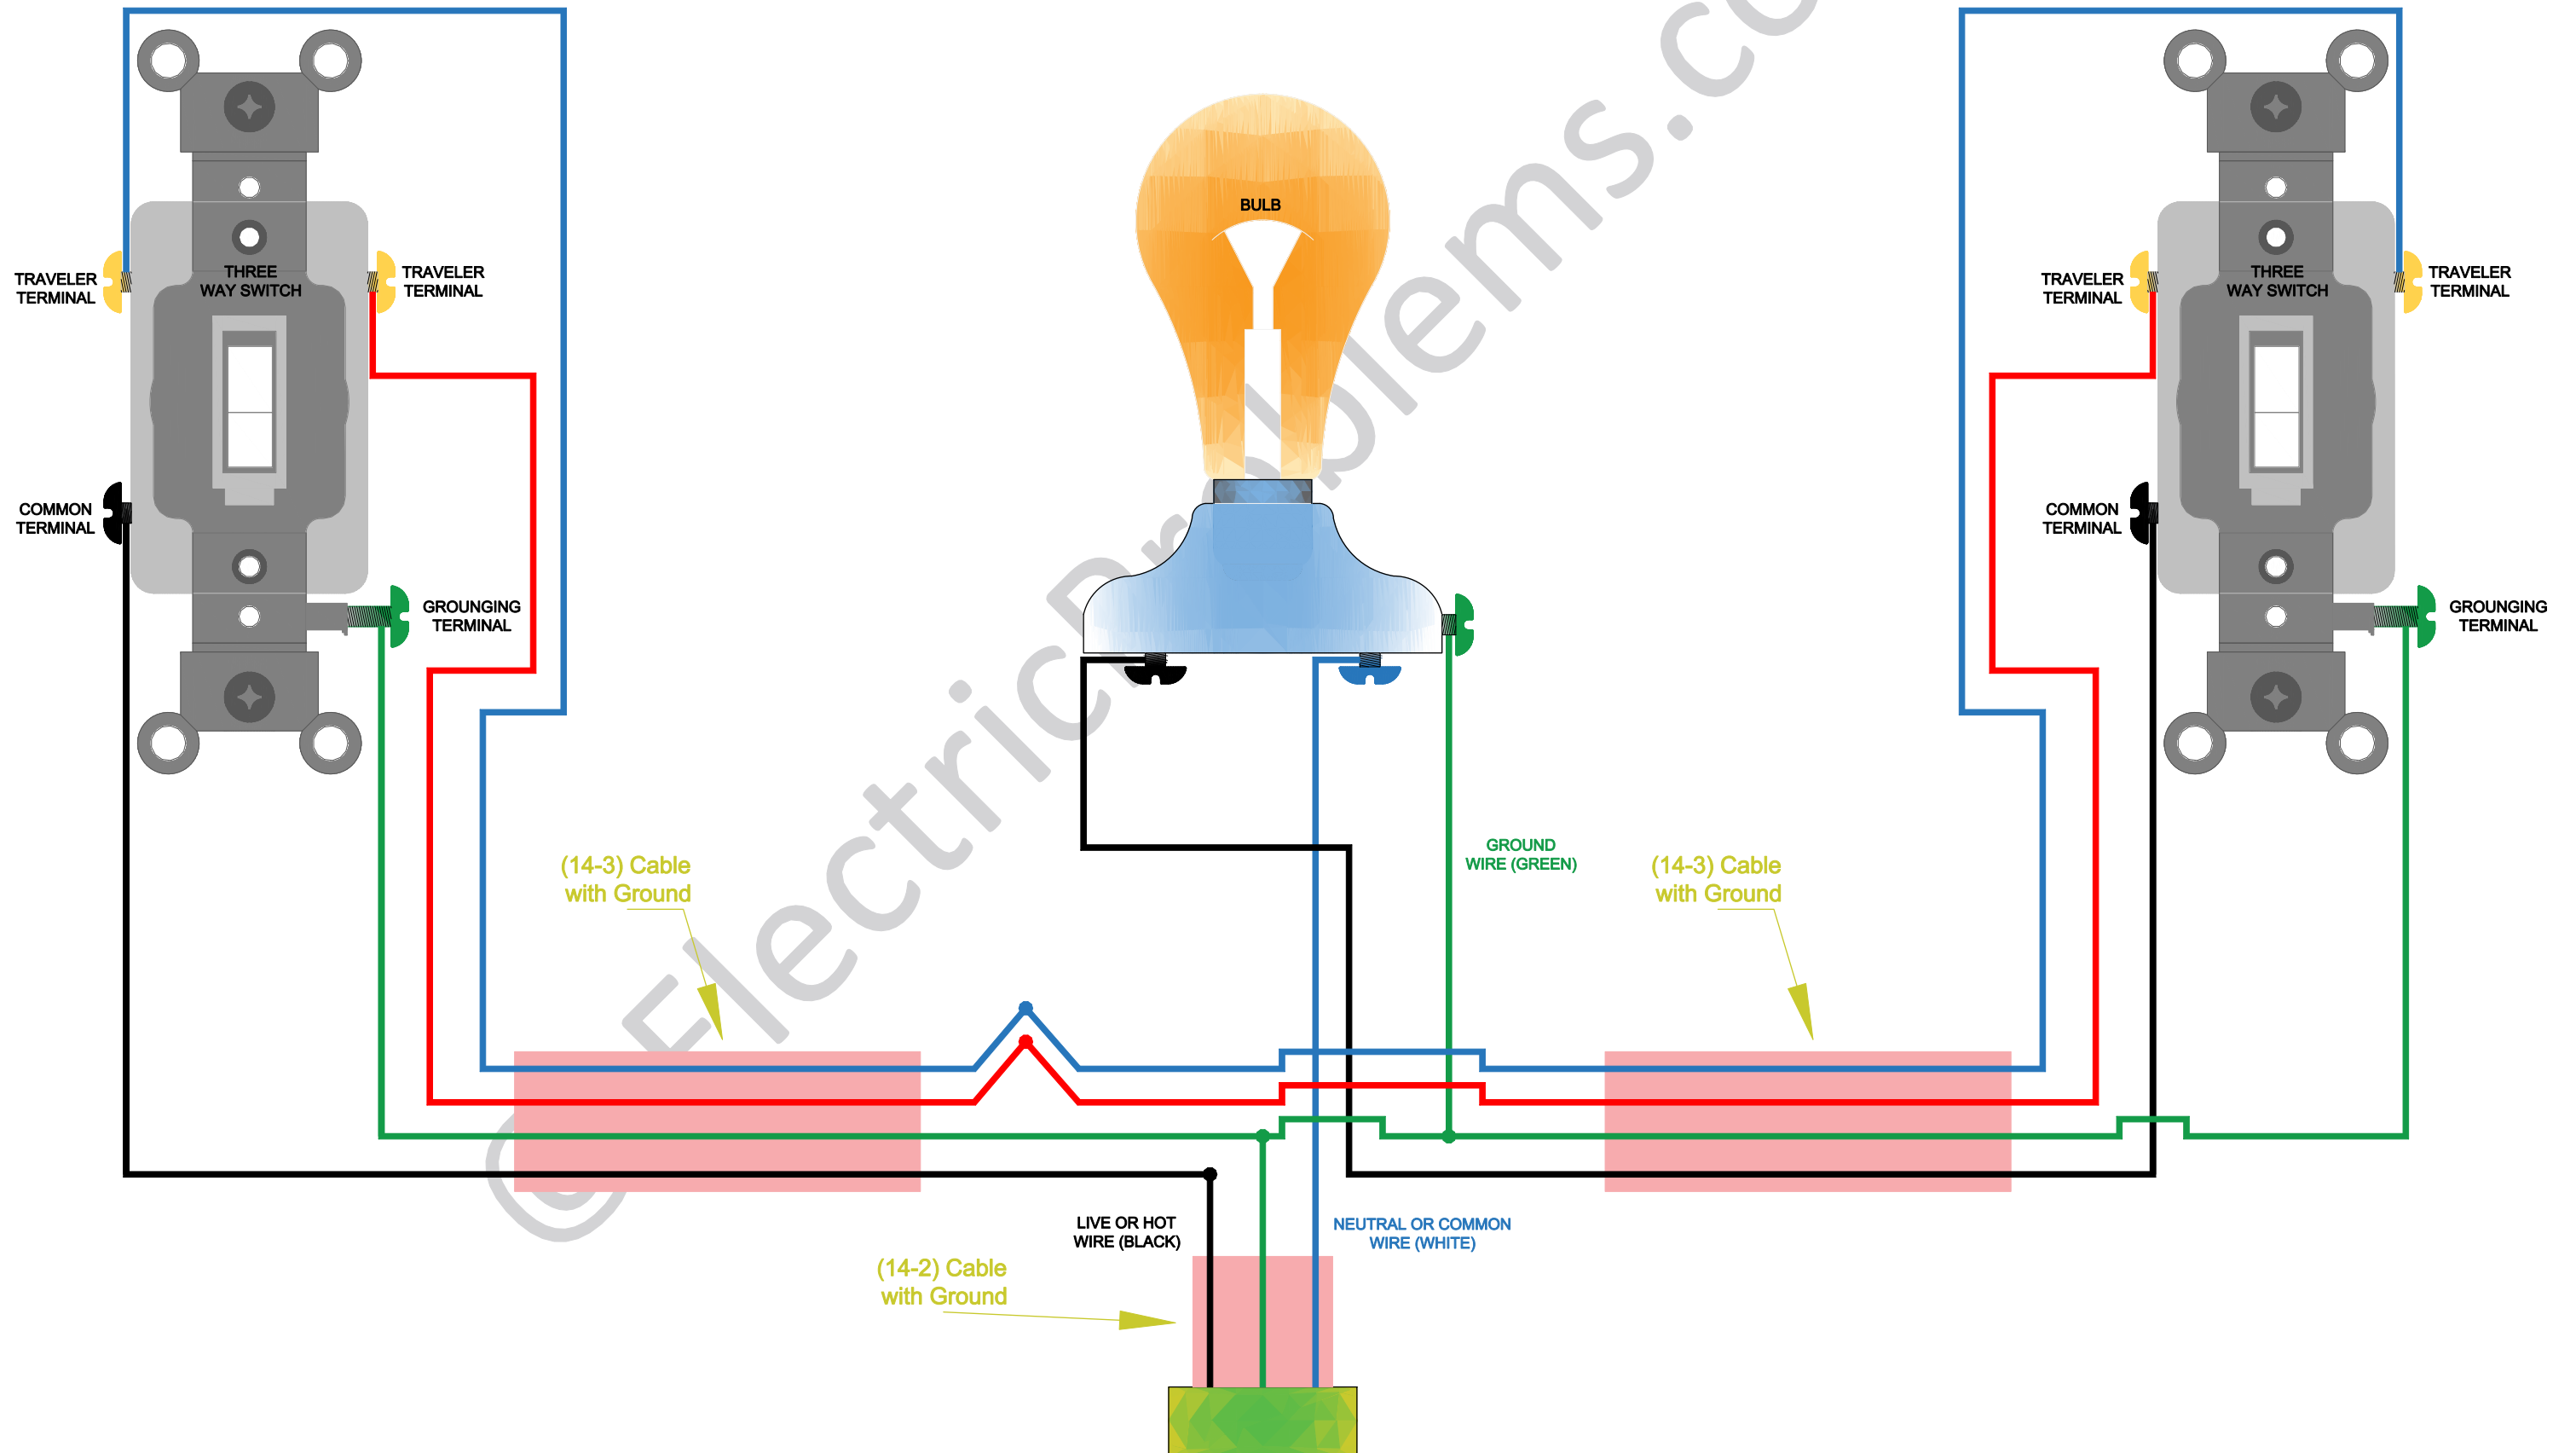 TRAVELER
TERMINAL
THREE
WAY SWITCH
TRAVELER
TERMINAL
COMMON
TERMINAL
GROUNGING
TERMINAL
BULB
TRAVELER
TERMINAL
THREE
WAY SWITCH
TRAVELER
TERMINAL
COMMON
TERMINAL
GROUNGING
TERMINAL
(14-3) Cable
with Ground
GROUND
WIRE (GREEN)
(14-3) Cable
with Ground
LIVE OR HOT
WIRE (BLACK)
NEUTRAL OR COMMON
WIRE (WHITE)
(14-2) Cable
with Ground